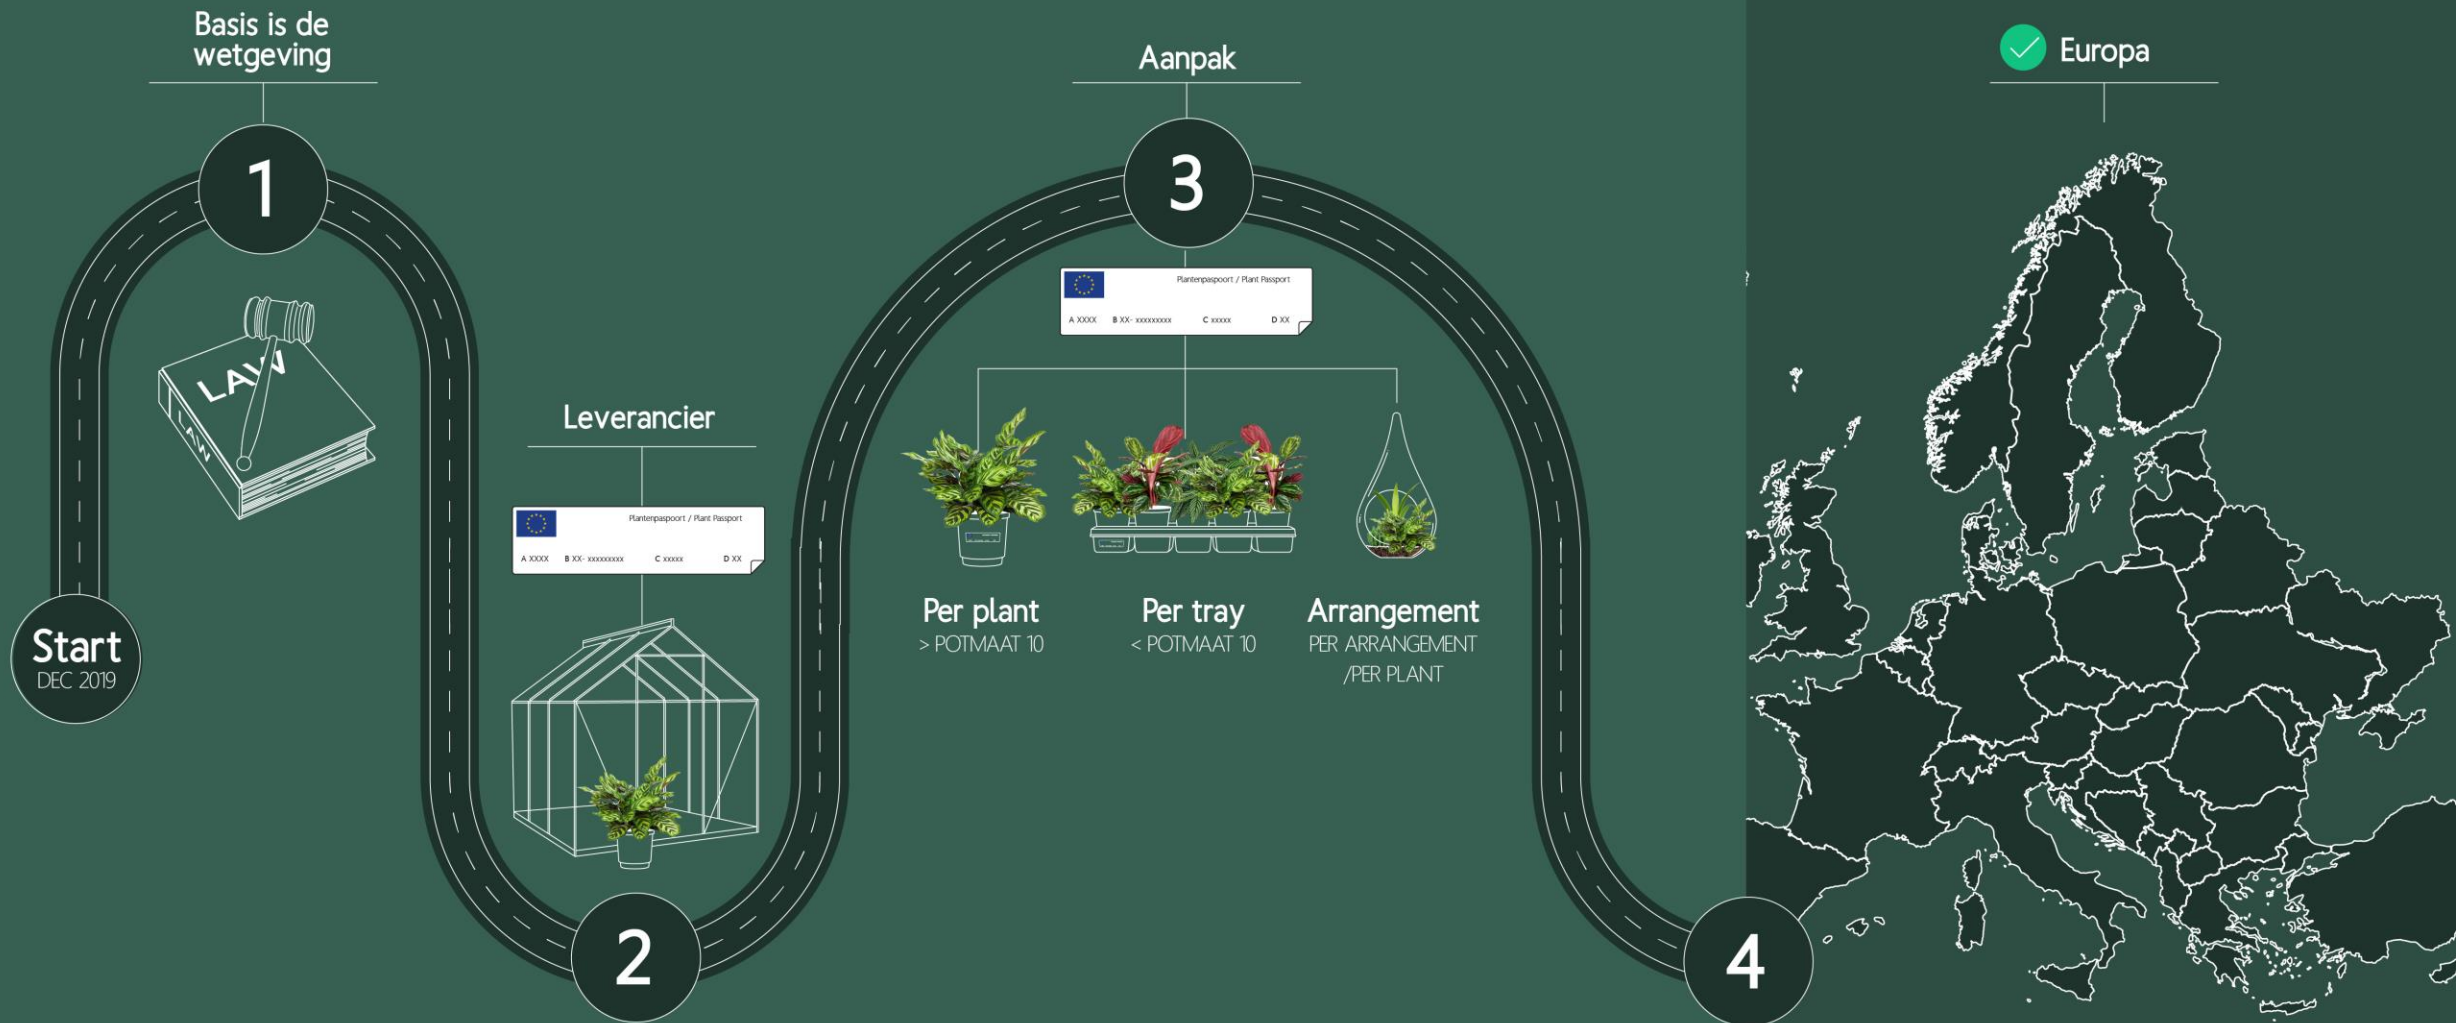 Basis is de
wetgeving
1
LAW
LAW
Start
DEC 2019
Leverancier
Plantenpaspoort / Plant Passport
A XXXX B XX- xxxxxxxxx C xxxxx D XX
2
Aanpak
3
Plantenpaspoort / Plant Passport
A XXXX B XX- xxxxxxxxx C xxxxx D XX
Per plant
> POTMAAT 10
Per tray
< POTMAAT 10
Arrangement
PER ARRANGEMENT
/PER PLANT
4
Europa